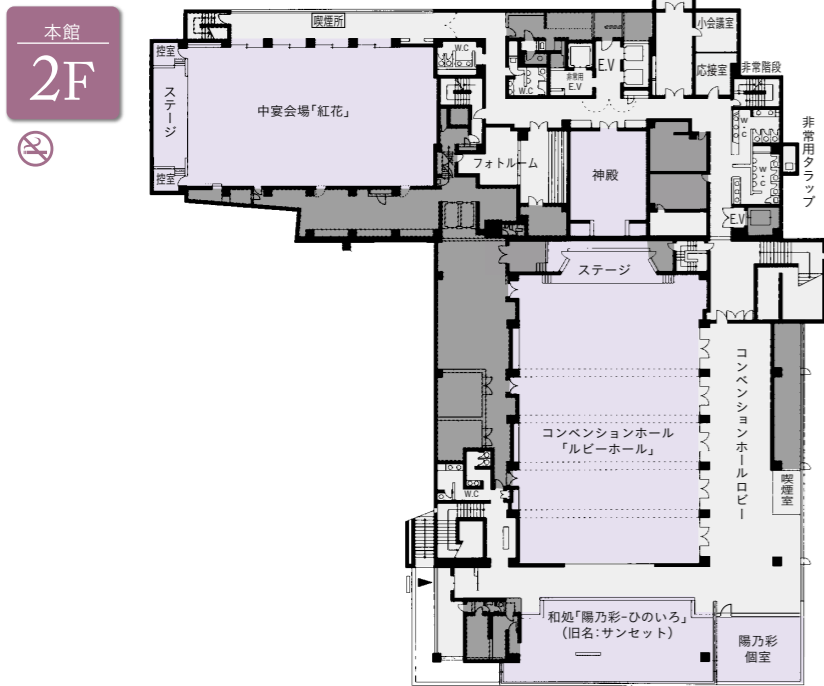 本館
2F
喫煙所
控室
ステージ
控室
中宴会場「紅花」
W.C
W.C
非常用
E.V
E.V
小会議室
応接室
非常階段
W・C
W・C
非常用タラップ
E.V
フォトルーム
神殿
ステージ
コンベンションホール
「ルビーホール」
コンベンションホールロビー
喫煙室
W.C
和処「陽乃彩-ひのいろ」
(旧名:サンセット)
陽乃彩
個室